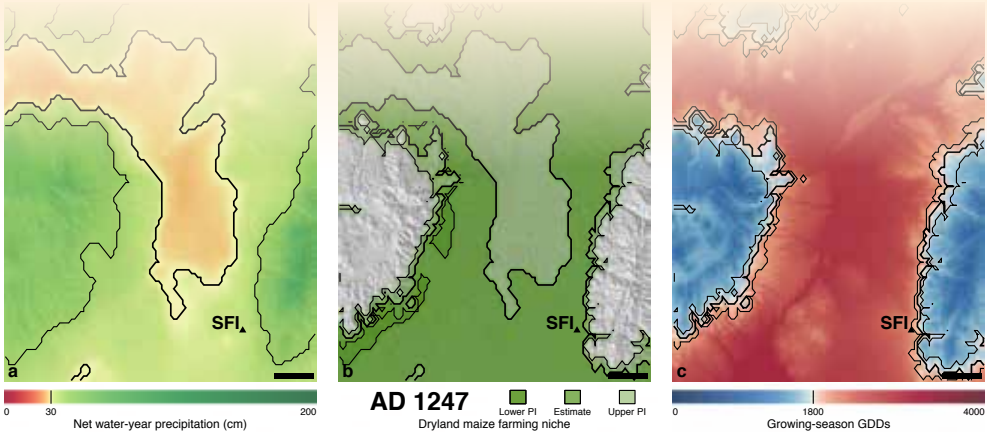 SFI
a
SFI
b
SFI
c
0 30 200
Net water-year precipitation (cm)
AD 1247
Lower PI Estimate Upper PI
Dryland maize farming niche
0 1800 4000
Growing-season GDDs